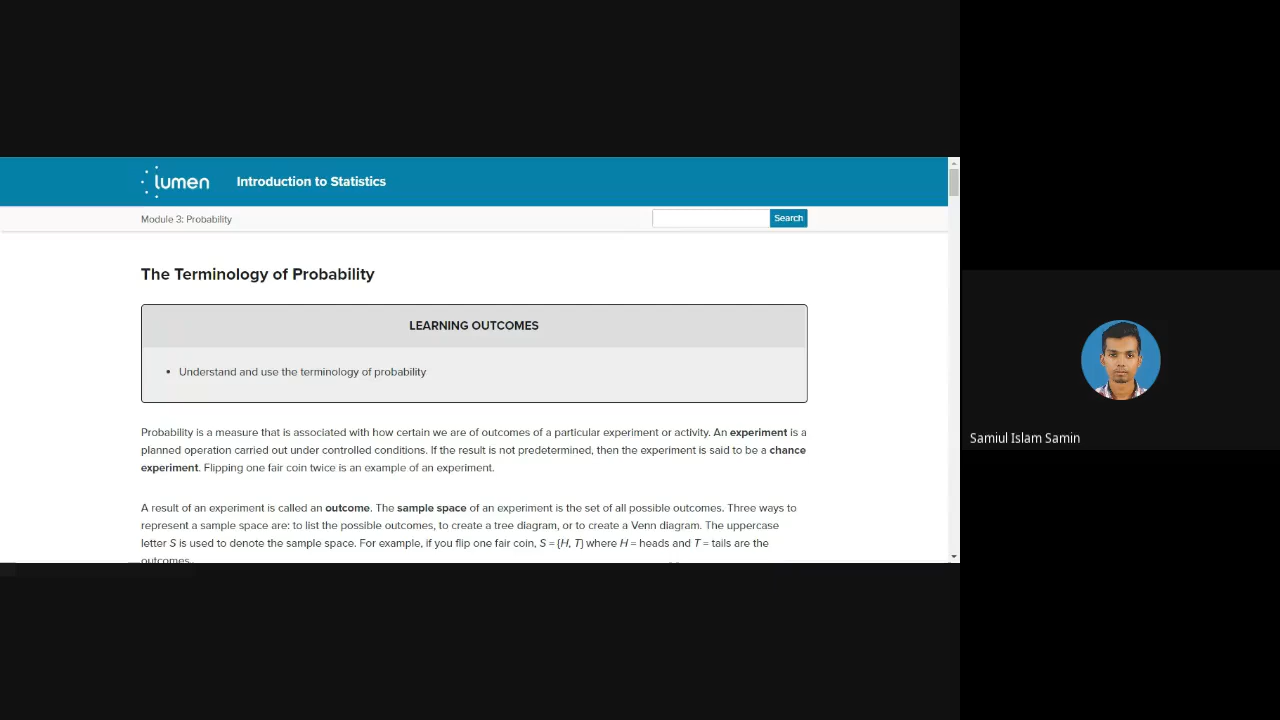 lumen
Introduction to Statistics
Module 3: Probability
Search
The Terminology of Probability
LEARNING OUTCOMES
• Understand and use the terminology of probability
Probability is a measure that is associated with how certain we are of outcomes of a particular experiment or activity. An experiment is a
planned operation carried out under controlled conditions. If the result is not predetermined, then the experiment is said to be a chance
experiment. Flipping one fair coin twice is an example of an experiment.
A result of an experiment is called an outcome. The sample space of an experiment is the set of all possible outcomes. Three ways to
represent a sample space are: to list the possible outcomes, to create a tree diagram, or to create a Venn diagram. The uppercase
letter S is used to denote the sample space. For example, if you flip one fair coin, S = {H, T} where H = heads and T = tails are the
outcomes.
Samiul Islam Samin